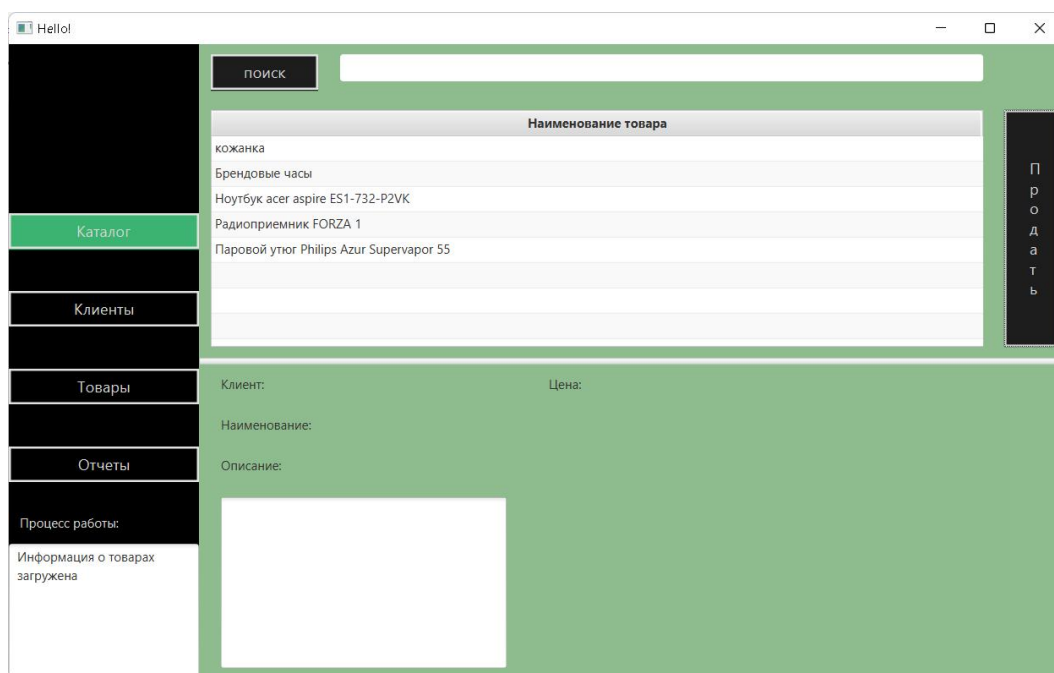 Hello!
поиск
Наименование товара
кожанка
Брендовые часы
Ноутбук acer aspire ES1-732-P2VK
Радиоприемник FORZA 1
Паровой утюг Philips Azur Supervapor 55
Продать
Каталог
Клиенты
Товары
Отчеты
Процесс работы:
Информация о товарах
загружена
Клиент:
Цена:
Наименование:
Описание: